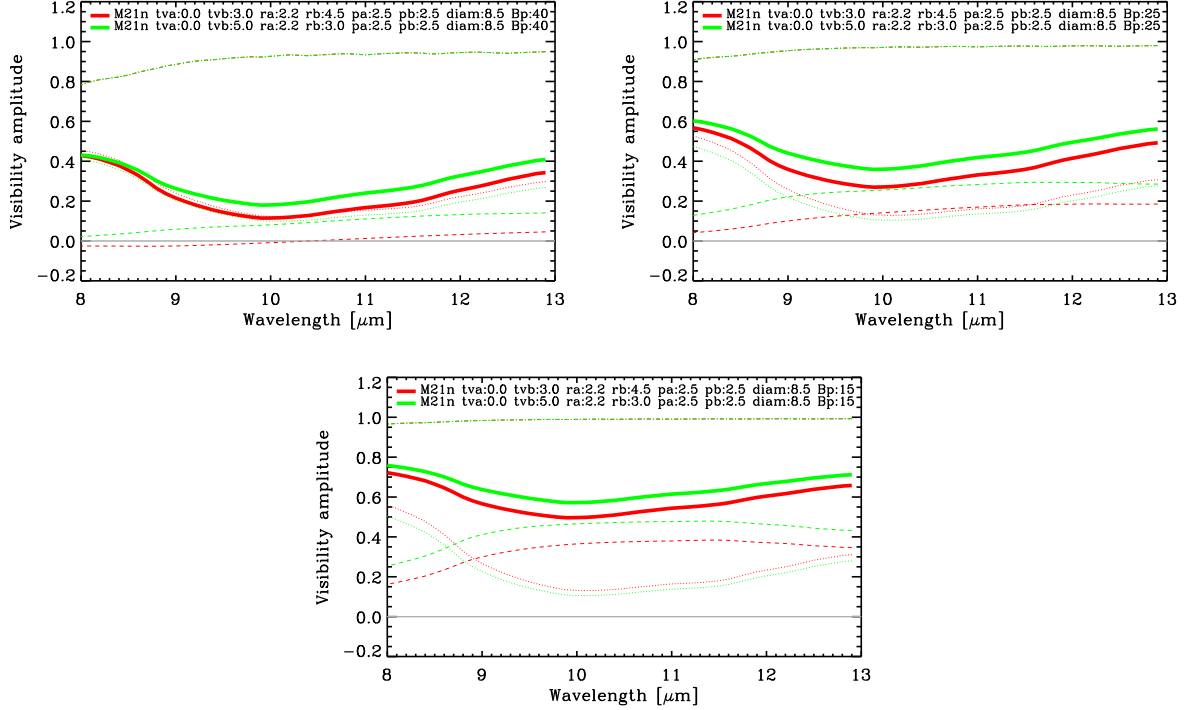 M21n tva:0.0 tvb:3.0 ra:2.2 rb:4.5 pa:2.5 pb:2.5 diam:8.5 Bp:40
M21n tva:0.0 tvb:5.0 ra:2.2 rb:3.0 pa:2.5 pb:2.5 diam:8.5 Bp:40
1.2
1.0
0.8
0.6
0.4
0.2
0.0
−0.2
Visibility amplitude
8 9 10 11 12 13
Wavelength [μm]
M21n tva:0.0 tvb:3.0 ra:2.2 rb:4.5 pa:2.5 pb:2.5 diam:8.5 Bp:25
M21n tva:0.0 tvb:5.0 ra:2.2 rb:3.0 pa:2.5 pb:2.5 diam:8.5 Bp:25
1.2
1.0
0.8
0.6
0.4
0.2
0.0
−0.2
Visibility amplitude
8 9 10 11 12 13
Wavelength [μm]
M21n tva:0.0 tvb:3.0 ra:2.2 rb:4.5 pa:2.5 pb:2.5 diam:8.5 Bp:15
M21n tva:0.0 tvb:5.0 ra:2.2 rb:3.0 pa:2.5 pb:2.5 diam:8.5 Bp:15
1.2
1.0
0.8
0.6
0.4
0.2
0.0
−0.2
Visibility amplitude
8 9 10 11 12 13
Wavelength [μm]